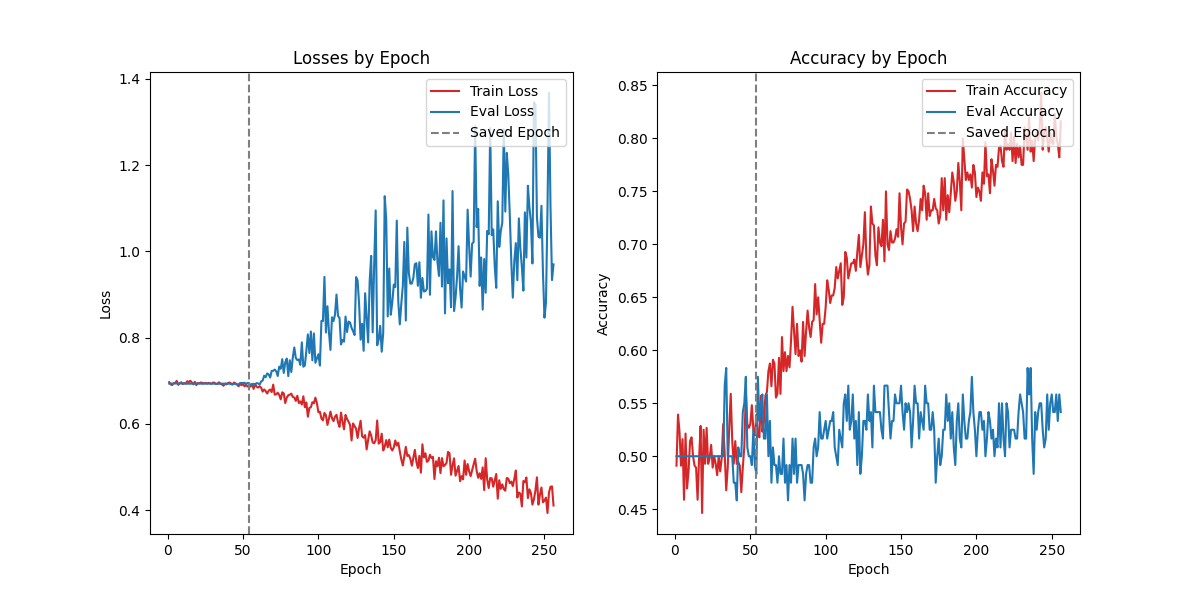 Losses by Epoch
Train Loss
Eval Loss
Saved Epoch
1.4
1.2
1.0
0.8
0.6
0.4
Loss
0 50 100 150 200 250
Epoch
Accuracy by Epoch
Train Accuracy
Eval Accuracy
Saved Epoch
0.85
0.80
0.75
0.70
0.65
0.60
0.55
0.50
0.45
Accuracy
0 50 100 150 200 250
Epoch